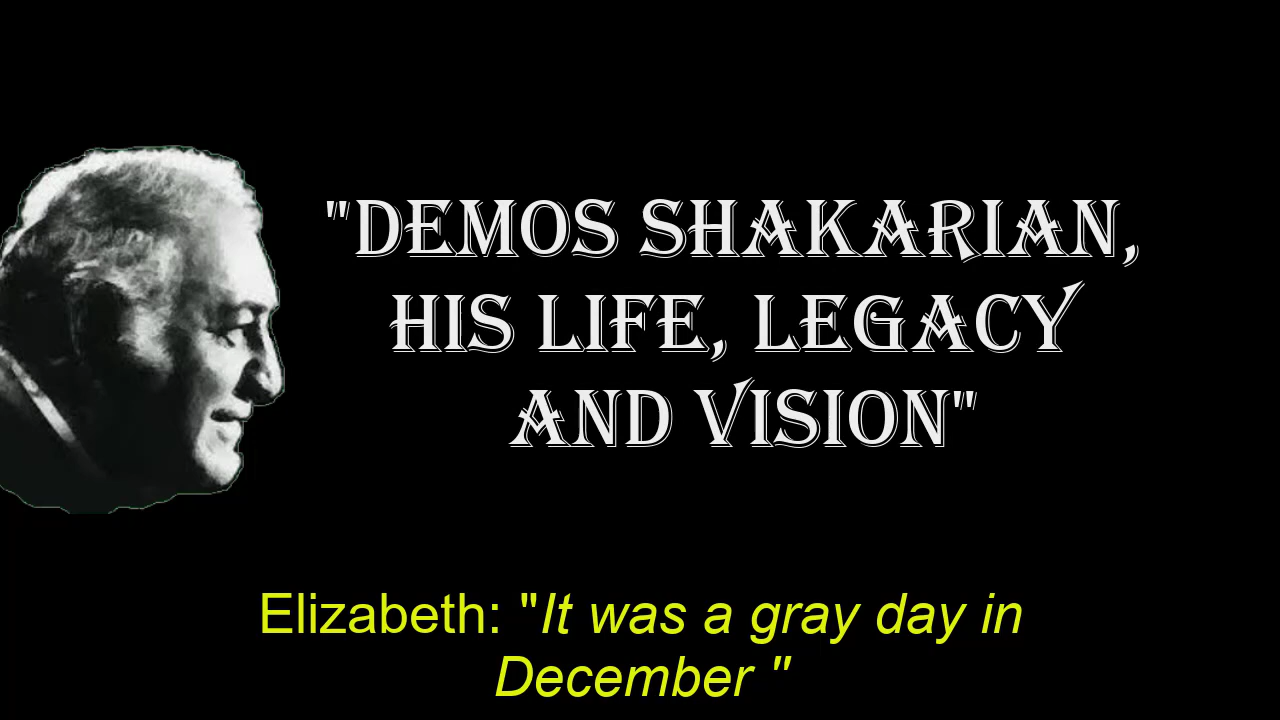 "DEMOS SHAKARIAN,
HIS LIFE, LEGACY
AND VISION"
Elizabeth: "It was a gray day in
December "